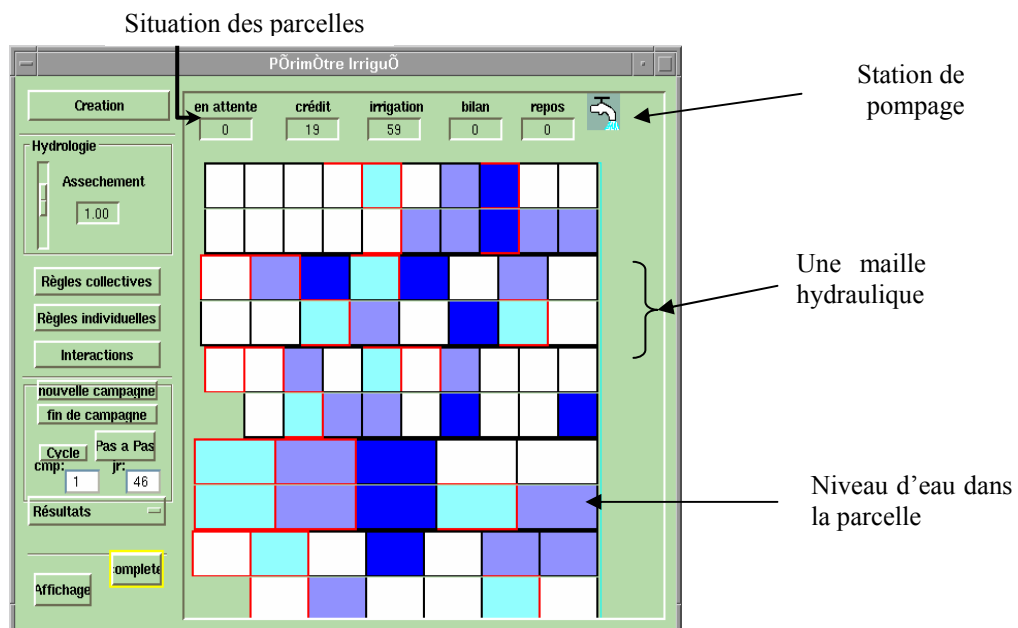 Situation des parcelles
PÕrimÒtre IrriguÕ
Station de
pompage
Creation
en attente crédit irrigation bilan repos
0 19 59 0 0
Hydrologie
Assechement
1.00
Une maille
hydraulique
Règles collectives
Règles individuelles
Interactions
nouvelle campagne
fin de campagne
Cycle Pas a Pas
cmp: jr:
1 46
Résultats
Niveau d'eau dans
la parcelle
omplete
Affichage